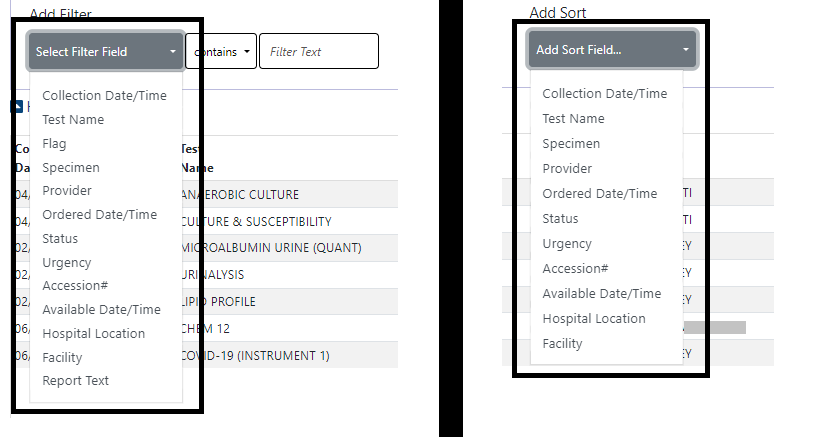 Add Filter
Select Filter Field
contains
Filter Text
Collection Date/Time
Test Name
Flag
Specimen
Provider
Ordered Date/Time
Status
Urgency
Accession#
Available Date/Time
Hospital Location
Facility
Report Text
Test
Name
04/
ANAEROBIC CULTURE
04/
CULTURE & SUSCEPTIBILITY
02/
MICROALBUMIN URINE (QUANT)
02/
URINALYSIS
02/
LIPID PROFILE
06/
CHEM 12
06/
COVID-19 (INSTRUMENT 1)
Add Sort
Add Sort Field...
Collection Date/Time
Test Name
Specimen
Provider
Ordered Date/Time
Status
Urgency
Accession#
Available Date/Time
Hospital Location
Facility
TI
TI
EY
EY
EY
EY